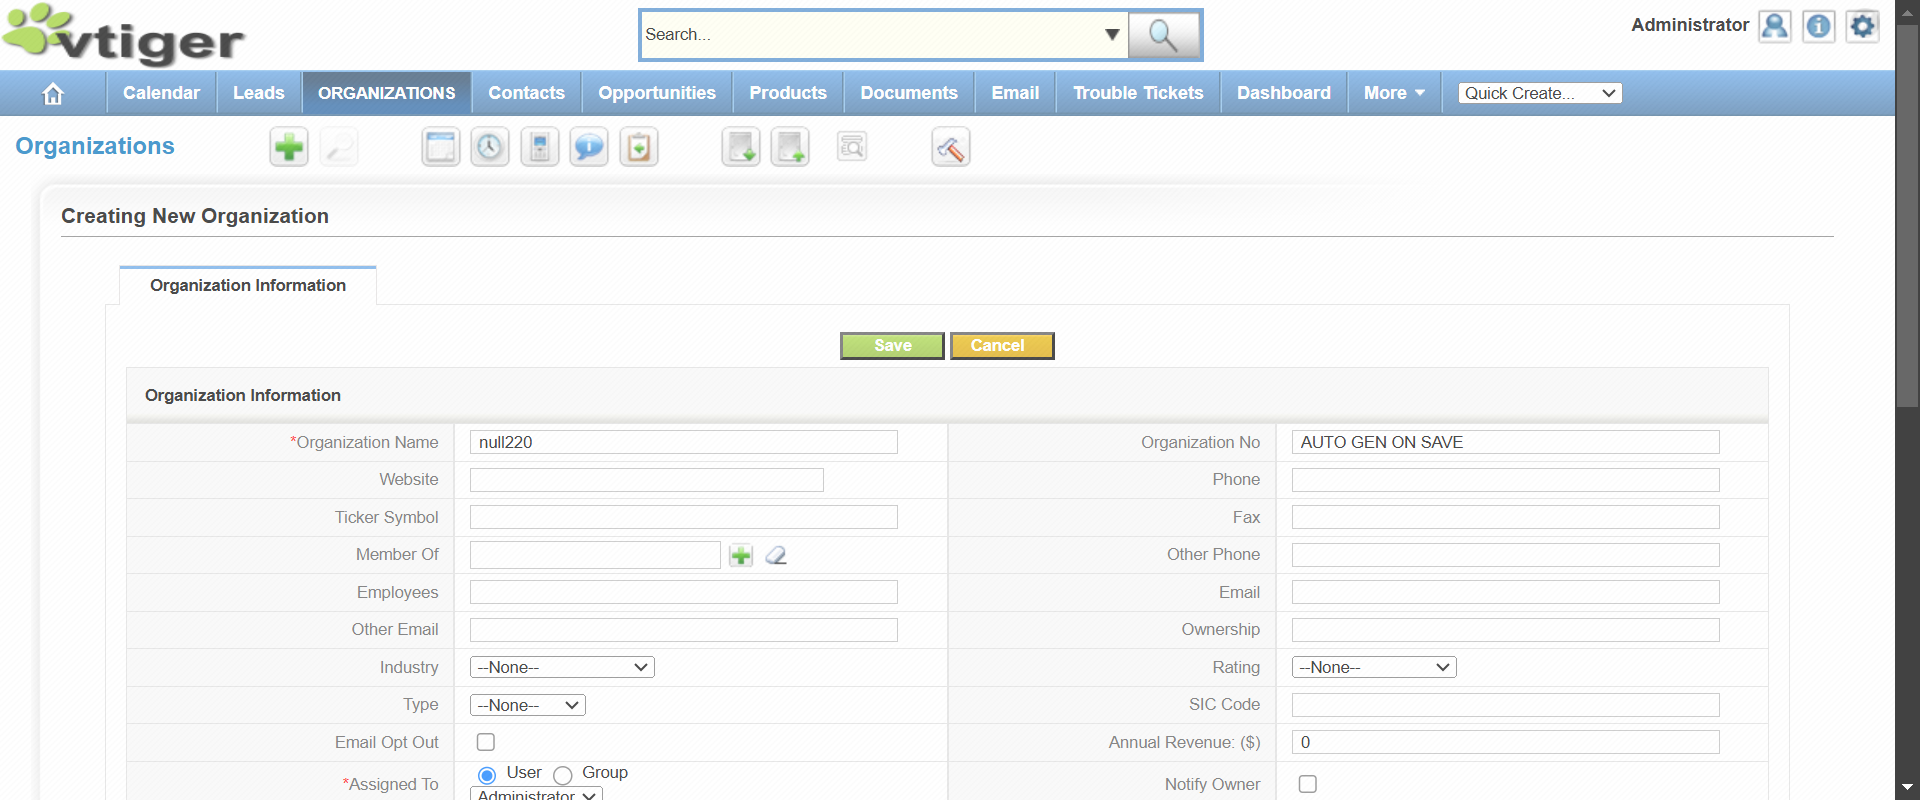 vtiger
Search...
Administrator
Calendar
Leads
ORGANIZATIONS
Contacts
Opportunities
Products
Documents
Email
Trouble Tickets
Dashboard
More
Quick Create...
Organizations
Creating New Organization
Organization Information
Save
Cancel
Organization Information
*Organization Name
null220
Organization No
AUTO GEN ON SAVE
Website
Phone
Ticker Symbol
Fax
Member Of
Other Phone
Employees
Email
Other Email
Ownership
Industry
--None--
Rating
--None--
Type
--None--
SIC Code
Email Opt Out
Annual Revenue: ($)
0
*Assigned To
User
Group
Administrator
Notify Owner